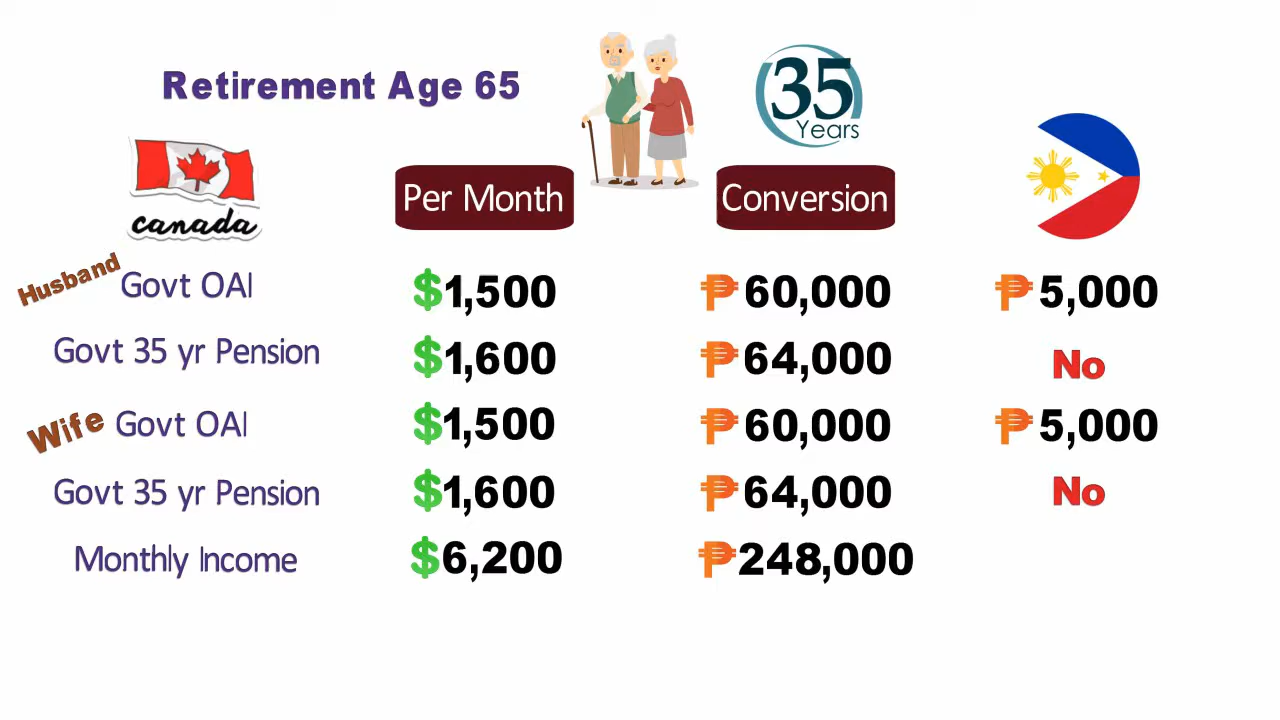 Retirement Age 65
35
Years
canada
Per Month
Conversion
Husband
Govt OAI $1,500 ₱60,000 ₱5,000
Govt 35 yr Pension $1,600 ₱64,000 No
Wife
Govt OAI $1,500 ₱60,000 ₱5,000
Govt 35 yr Pension $1,600 ₱64,000 No
Monthly Income $6,200 ₱248,000